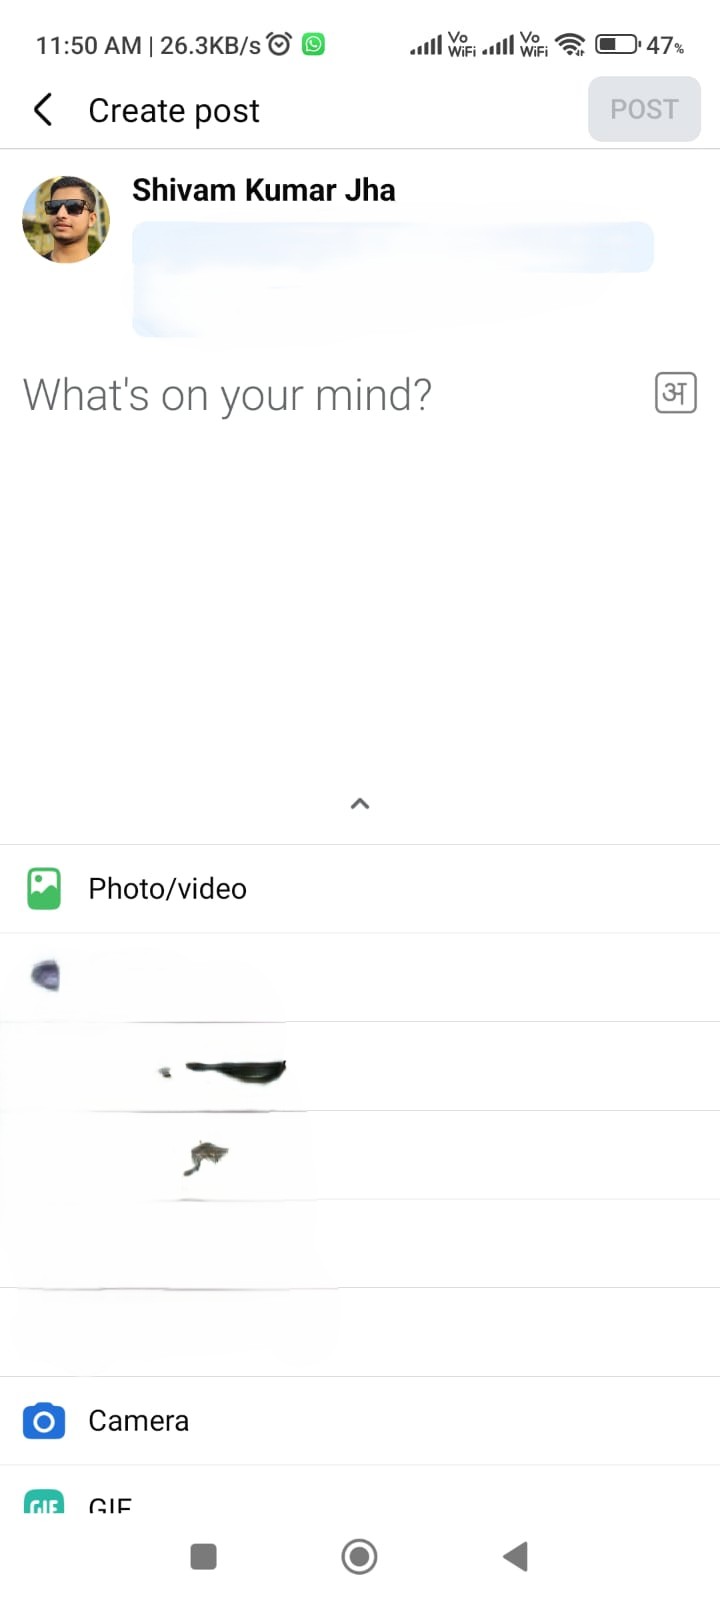 11:50 AM | 26.3KB/s Vo WiFi Vo WiFi 47%
Create post POST
Shivam Kumar Jha
What's on your mind? अ
Photo/video
Camera
GIF GIF